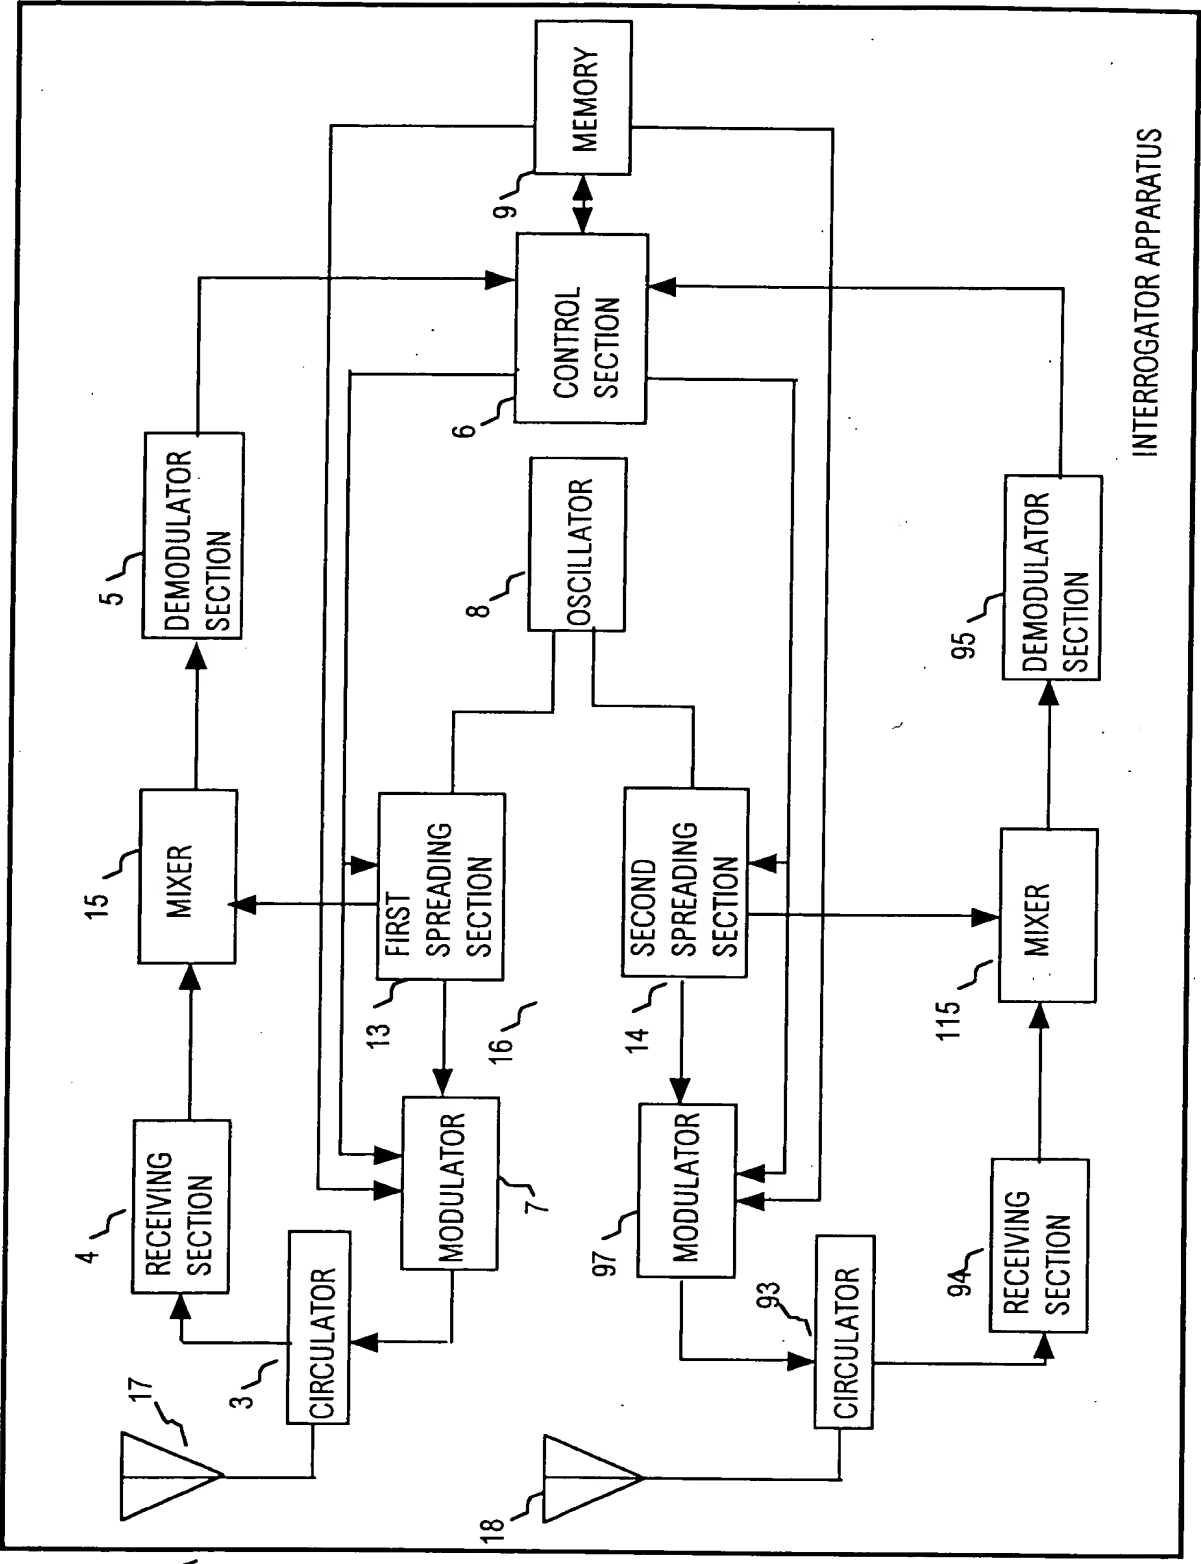 17
3
CIRCULATOR
4
RECEIVING
SECTION
15
MIXER
5
DEMODULATOR
SECTION
7
MODULATOR
13
FIRST
SPREADING
SECTION
16
8
OSCILLATOR
6
CONTROL
SECTION
9
MEMORY
18
97
MODULATOR
14
SECOND
SPREADING
SECTION
93
CIRCULATOR
94
RECEIVING
SECTION
115
MIXER
95
DEMODULATOR
SECTION
INTERROGATOR APPARATUS